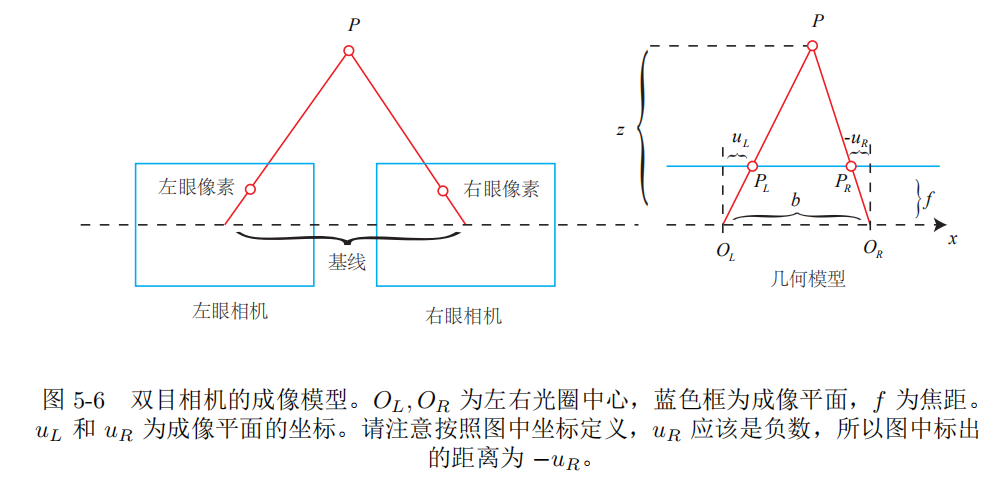 P
左眼像素
右眼像素
基线
左眼相机
右眼相机
P
z
u_L
-u_R
P_L
P_R
b
f
O_L
O_R
x
几何模型
图 5-6 双目相机的成像模型。O_L, O_R 为左右光圈中心，蓝色框为成像平面，f 为焦距。
u_L 和 u_R 为成像平面的坐标。请注意按照图中坐标定义，u_R 应该是负数，所以图中标出
的距离为 −u_R。